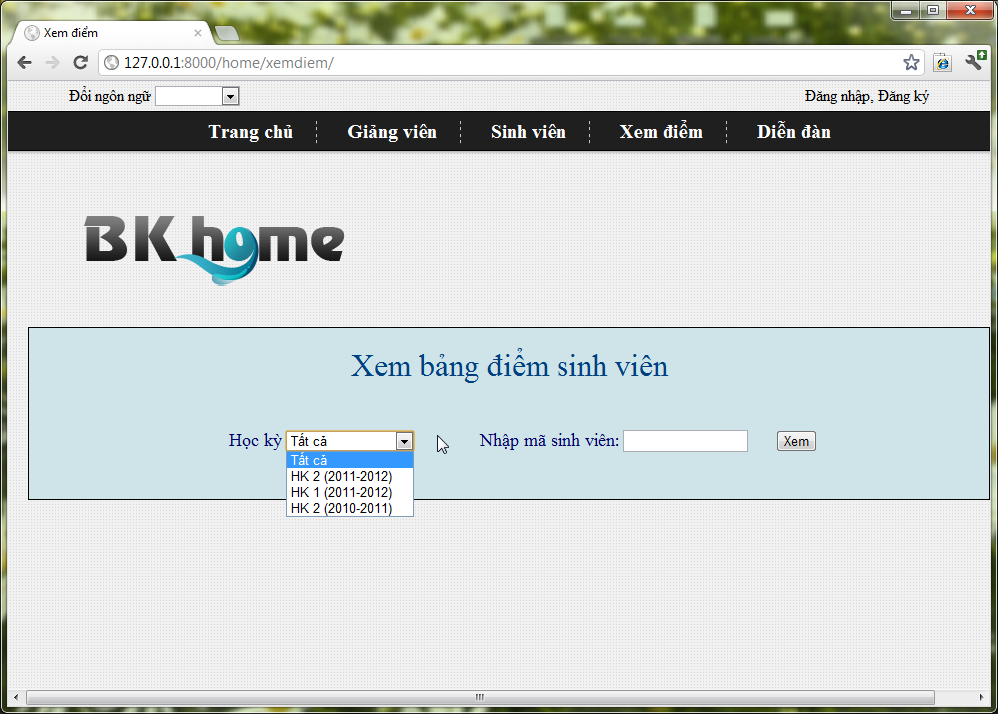 Xem điểm
127.0.0.1:8000/home/xemdiem/
Đổi ngôn ngữ
Đăng nhập, Đăng ký
Trang chủ Giảng viên Sinh viên Xem điểm Diễn đàn
BK home
Xem bảng điểm sinh viên
Học kỳ Tất cả Nhập mã sinh viên: Xem
Tất cả
HK 2 (2011-2012)
HK 1 (2011-2012)
HK 2 (2010-2011)